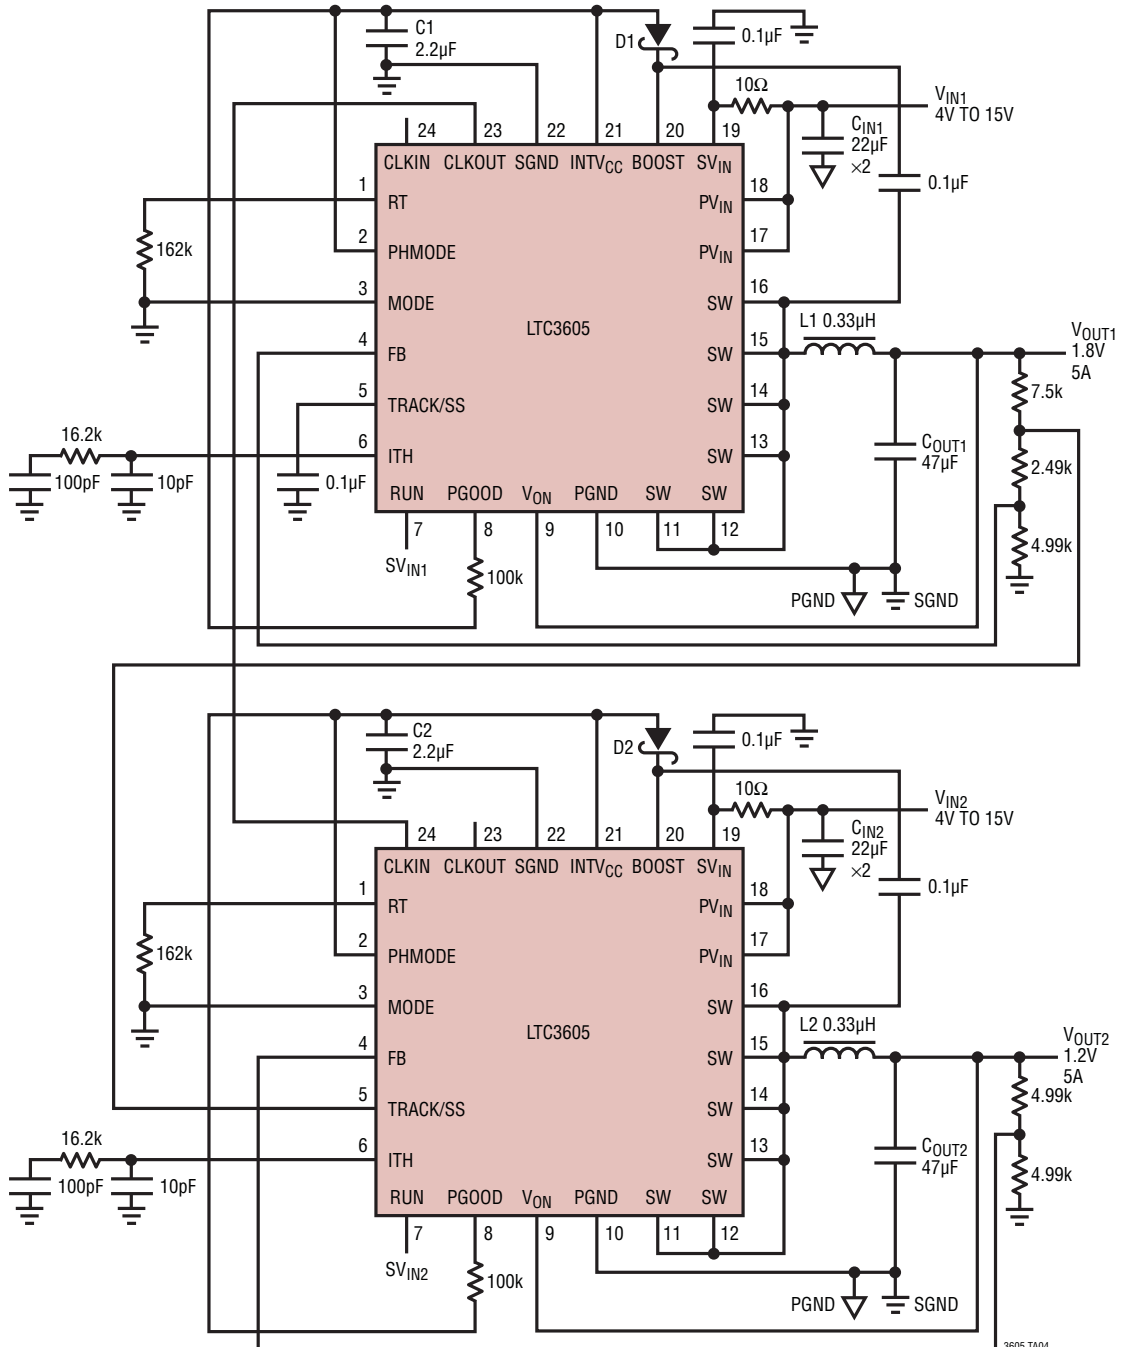 C1
2.2µF
D1
0.1µF
10Ω
VIN1
4V TO 15V
CIN1
22µF
×2
0.1µF
24 23 22 21 20 19
CLKIN CLKOUT SGND INTVCC BOOST SVIN
1 RT
2 PHMODE
3 MODE
4 FB
5 TRACK/SS
6 ITH
162k
16.2k
100pF
10pF
0.1µF
LTC3605
18 PVIN
17 PVIN
16 SW
15 SW
14 SW
13 SW
L1 0.33µH
VOUT1
1.8V
5A
7.5k
2.49k
4.99k
COUT1
47µF
RUN PGOOD VON PGND SW SW
7 8 9 10 11 12
SVIN1
100k
PGND
SGND
C2
2.2µF
D2
0.1µF
10Ω
VIN2
4V TO 15V
CIN2
22µF
×2
0.1µF
24 23 22 21 20 19
CLKIN CLKOUT SGND INTVCC BOOST SVIN
1 RT
2 PHMODE
3 MODE
4 FB
5 TRACK/SS
6 ITH
162k
16.2k
100pF
10pF
LTC3605
18 PVIN
17 PVIN
16 SW
15 SW
14 SW
13 SW
L2 0.33µH
VOUT2
1.2V
5A
4.99k
4.99k
COUT2
47µF
RUN PGOOD VON PGND SW SW
7 8 9 10 11 12
SVIN2
100k
PGND
SGND
3605 TA04